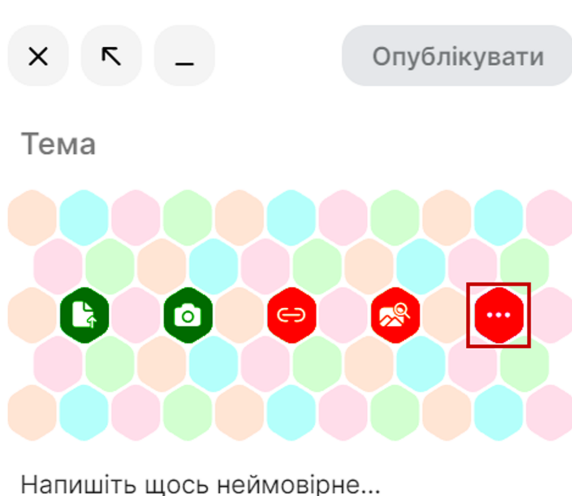 Опублікувати
Тема
Напишіть щось неймовірне...